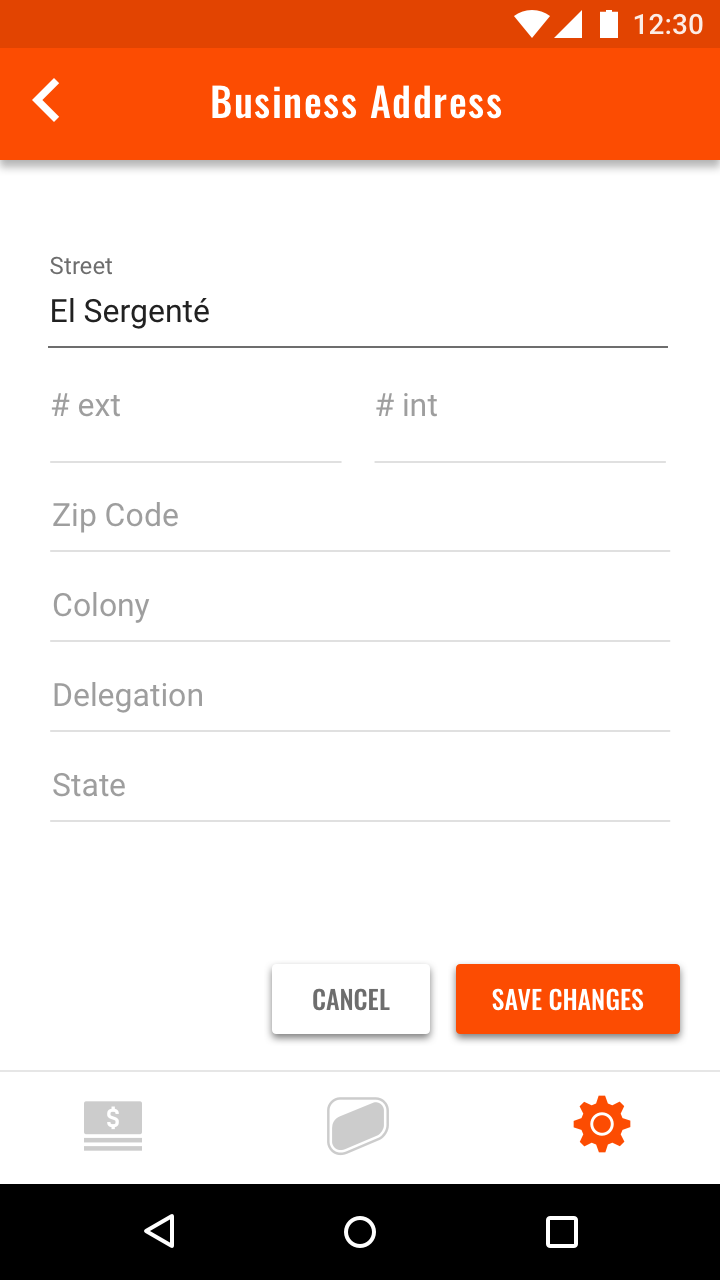 12:30
Business Address
Street
El Sergenté
# ext
# int
Zip Code
Colony
Delegation
State
CANCEL
SAVE CHANGES
$